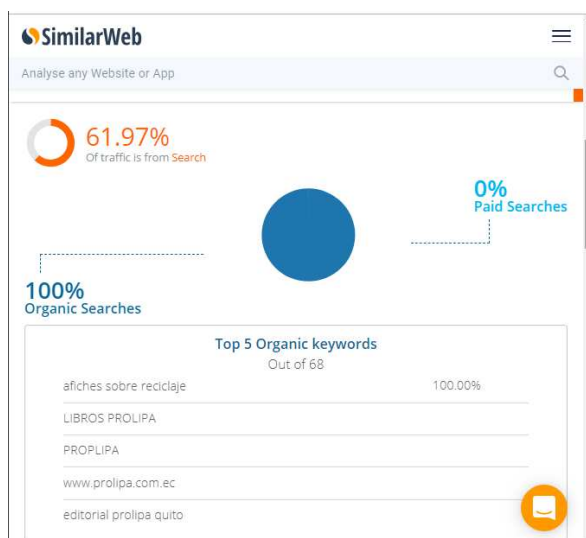 SimilarWeb
Analyse any Website or App
61.97%
Of traffic is from Search
0%
Paid Searches
100%
Organic Searches
Top 5 Organic keywords
Out of 68
afiches sobre reciclaje 100.00%
LIBROS PROLIPA
PROPLIPA
www.prolipa.com.ec
editorial prolipa quito